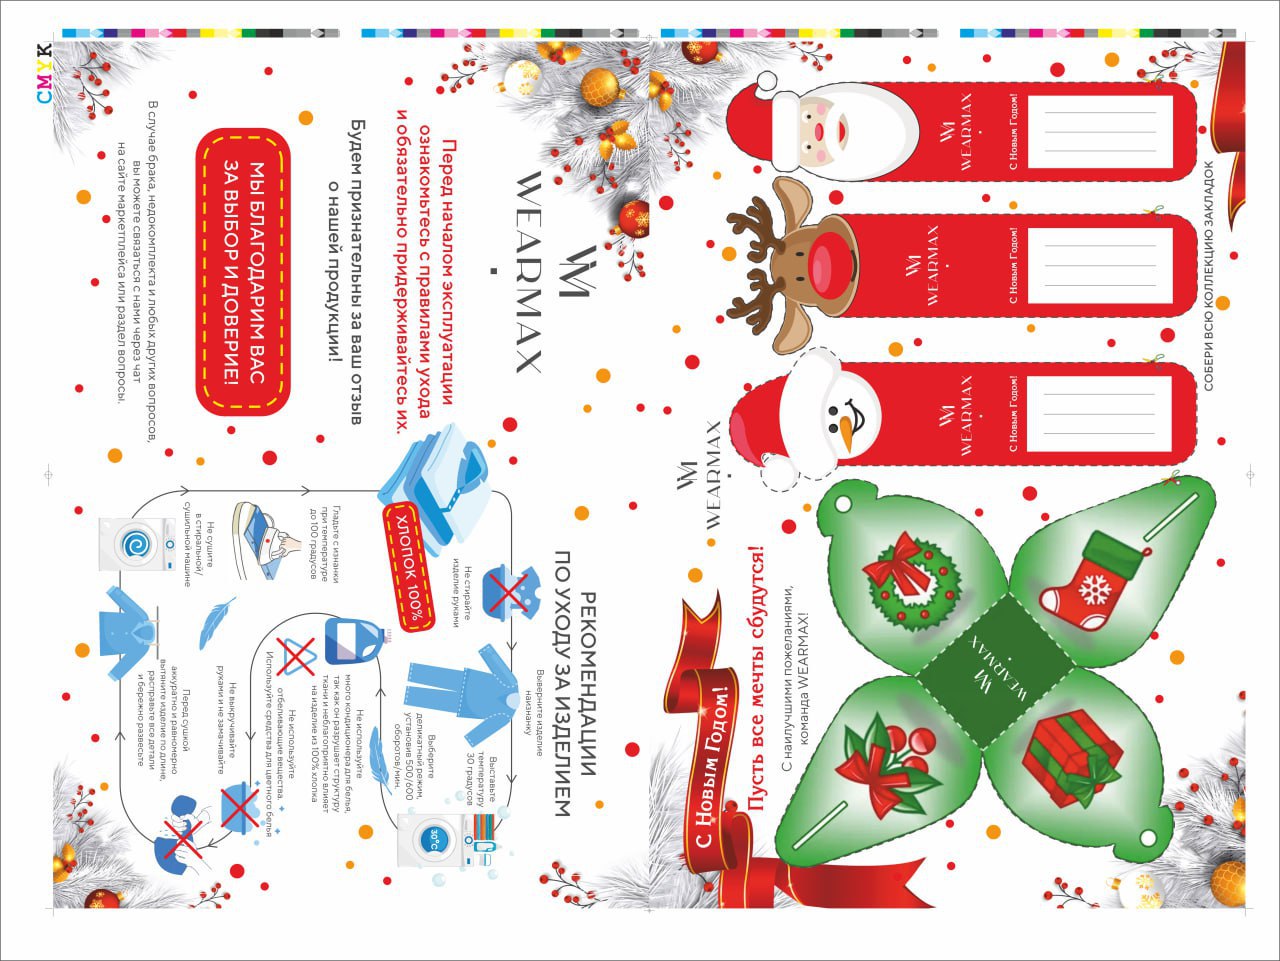 CMYK
WEARMAX
Перед началом эксплуатации
ознакомьтесь с правилами ухода
и обязательно придерживайтесь их.
Будем признательны за ваш отзыв
о нашей продукции!
МЫ БЛАГОДАРИМ ВАС
ЗА ВЫБОР И ДОВЕРИЕ!
В случае брака, недокомплекта и любых других вопросов,
вы можете связаться с нами через чат
на сайте маркетплейса или раздел вопросы.
РЕКОМЕНДАЦИИ
ПО УХОДУ ЗА ИЗДЕЛИЕМ
ХЛОПОК 100%
Не стирайте
изделие руками
Выверните изделие
наизнанку
Выставьте
температуру
30 градусов
Выберите
деликатный режим,
установив 500/600
оборотов/мин.
30°C
Не используйте
много кондиционера для белья,
так как он разрушает структуру
ткани и неблагоприятно влияет
на изделие из 100% хлопка
Не используйте
отбеливающие вещества.
Используйте средства для цветного белья
Не выкручивайте
руками и не замачивайте
Перед сушкой
аккуратно и равномерно
вытяните изделие по длине,
расправьте все детали
и бережно развесьте
Не сушите
в стиральной/
сушильной машине
Гладьте с изнанки
при температуре
до 100 градусов
СОБЕРИ ВСЮ КОЛЛЕКЦИЮ ЗАКЛАДОК
С Новым Годом!
WEARMAX
С Новым Годом!
WEARMAX
С Новым Годом!
WEARMAX
WEARMAX
WEARMAX
Пусть все мечты сбудутся!
С наилучшими пожеланиями,
команда WEARMAX!
С Новым Годом!